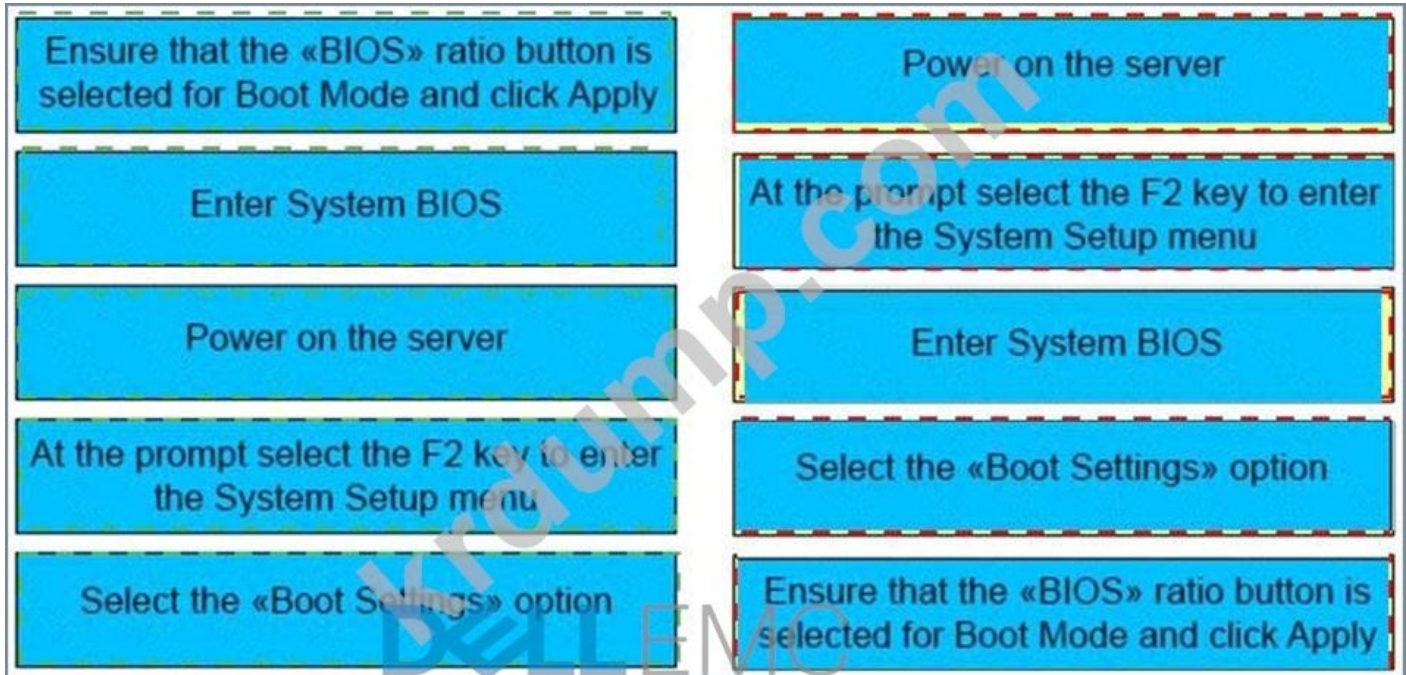 Ensure that the «BIOS» ratio button is
selected for Boot Mode and click Apply
Enter System BIOS
Power on the server
At the prompt select the F2 key to enter
the System Setup menu
Select the «Boot Settings» option
Power on the server
At the prompt select the F2 key to enter
the System Setup menu
Enter System BIOS
Select the «Boot Settings» option
Ensure that the «BIOS» ratio button is
selected for Boot Mode and click Apply
krdump.com
DELLEMC